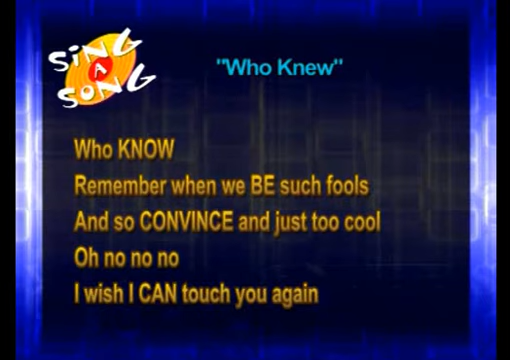 SiNG
A
SONG
"Who Knew"
Who KNOW
Remember when we BE such fools
And so CONVINCE and just too cool
Oh no no no
I wish I CAN touch you again